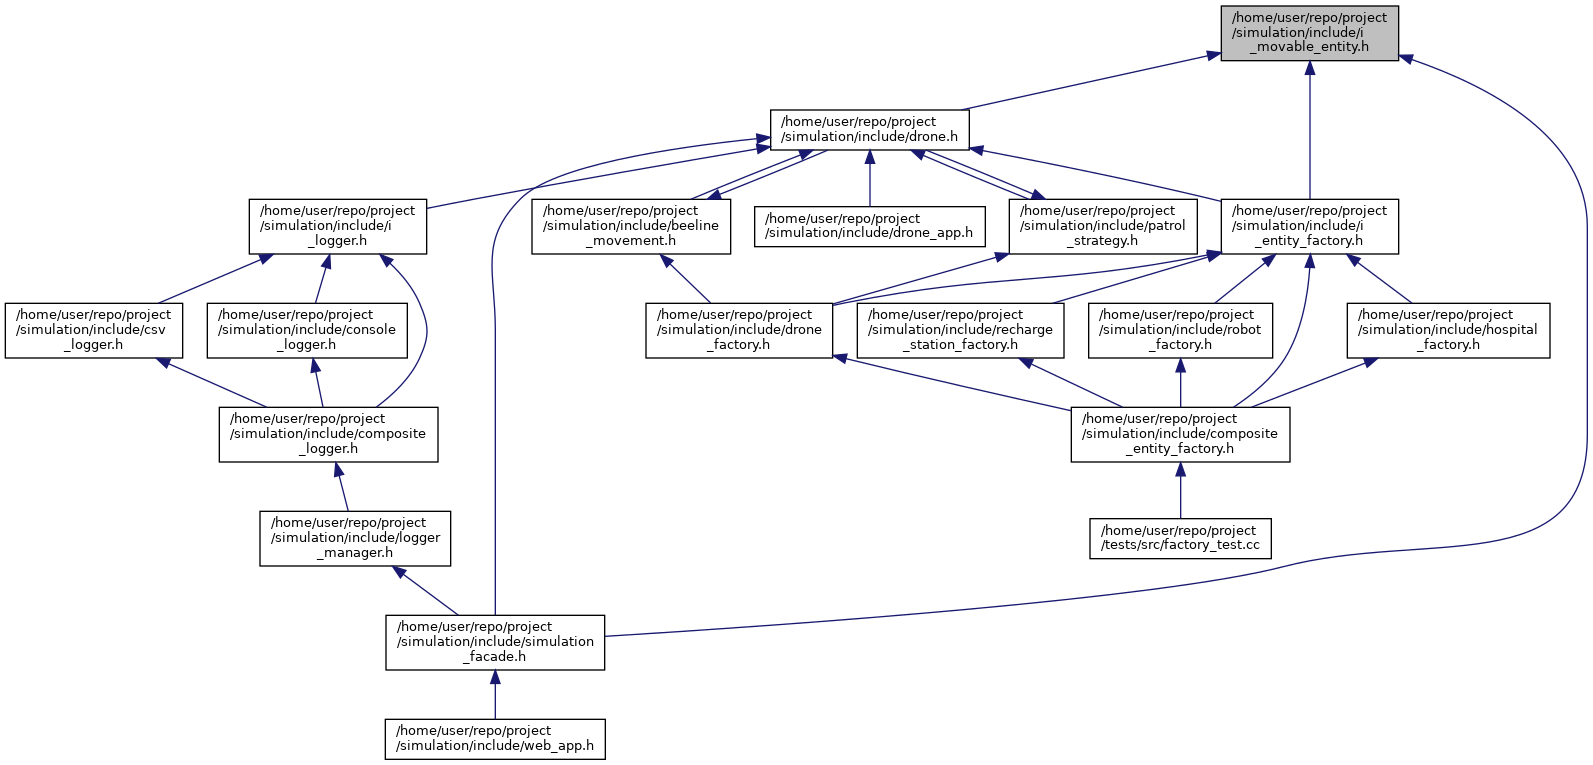 /home/user/repo/project
/simulation/include/i
_movable_entity.h
/home/user/repo/project
/simulation/include/drone.h
/home/user/repo/project
/simulation/include/i
_logger.h
/home/user/repo/project
/simulation/include/beeline
_movement.h
/home/user/repo/project
/simulation/include/drone_app.h
/home/user/repo/project
/simulation/include/patrol
_strategy.h
/home/user/repo/project
/simulation/include/i
_entity_factory.h
/home/user/repo/project
/simulation/include/csv
_logger.h
/home/user/repo/project
/simulation/include/console
_logger.h
/home/user/repo/project
/simulation/include/drone
_factory.h
/home/user/repo/project
/simulation/include/recharge
_station_factory.h
/home/user/repo/project
/simulation/include/robot
_factory.h
/home/user/repo/project
/simulation/include/hospital
_factory.h
/home/user/repo/project
/simulation/include/composite
_logger.h
/home/user/repo/project
/simulation/include/composite
_entity_factory.h
/home/user/repo/project
/simulation/include/logger
_manager.h
/home/user/repo/project
/tests/src/factory_test.cc
/home/user/repo/project
/simulation/include/simulation
_facade.h
/home/user/repo/project
/simulation/include/web_app.h